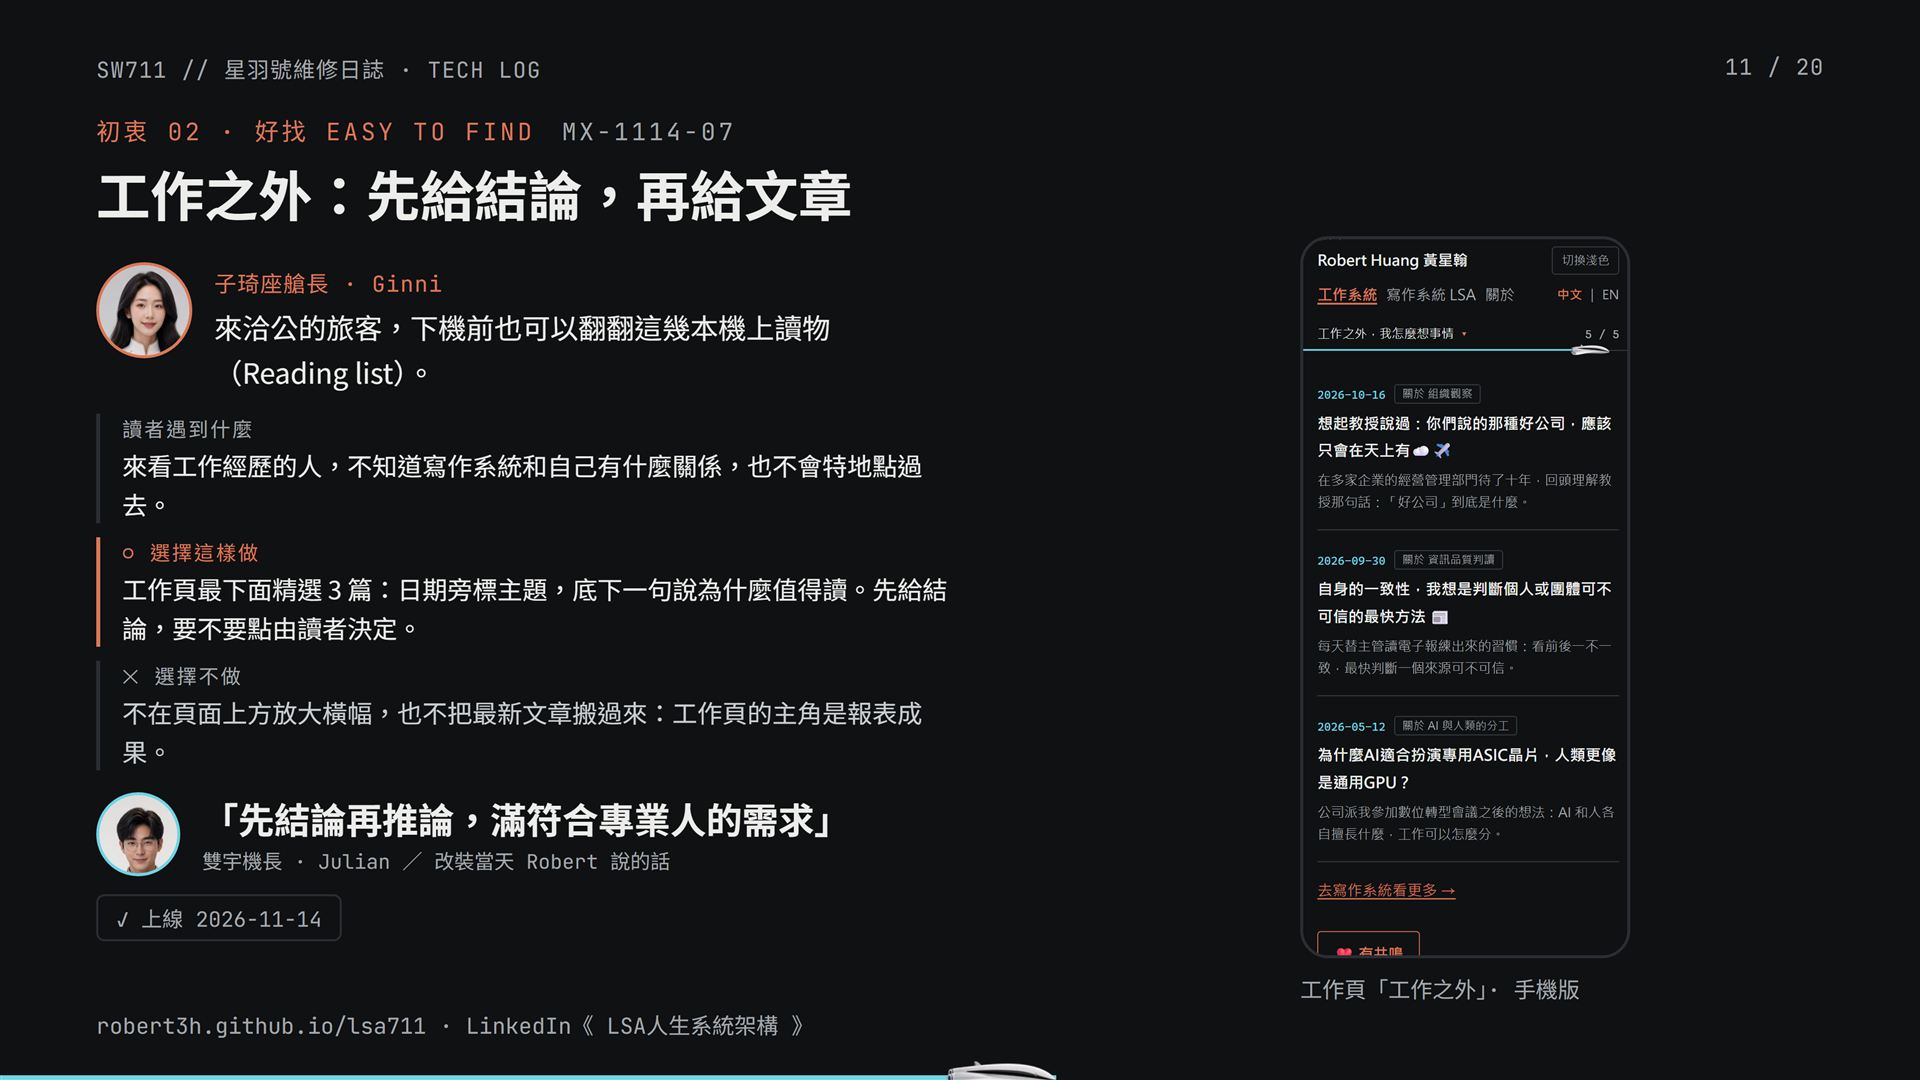 SW711 // 星羽號維修日誌 · TECH LOG
11 / 20
初衷 02 · 好找 EASY TO FIND MX-1114-07
工作之外：先給結論，再給文章
子琦座艙長 · Ginni
來洽公的旅客，下機前也可以翻翻這幾本機上讀物
（Reading list）。
讀者遇到什麼
來看工作經歷的人，不知道寫作系統和自己有什麼關係，也不會特地點過
去。
○ 選擇這樣做
工作頁最下面精選 3 篇：日期旁標主題，底下一句說為什麼值得讀。先給結
論，要不要點由讀者決定。
✕ 選擇不做
不在頁面上方放大橫幅，也不把最新文章搬過來：工作頁的主角是報表成
果。
「先結論再推論，滿符合專業人的需求」
雙宇機長 · Julian ／ 改裝當天 Robert 說的話
✓ 上線 2026-11-14
Robert Huang 黃星翰
切換淺色
工作系統 寫作系統 LSA 關於 中文 | EN
工作之外．我怎麼想事情 ▾ 5 / 5
2026-10-16 關於 組織觀察
想起教授說過：你們說的那種好公司，應該
只會在天上有☁️✈️
在多家企業的經營管理部門待了十年，回頭理解教
授那句話：「好公司」到底是什麼。
2026-09-30 關於 資訊品質判讀
自身的一致性，我想是判斷個人或團體可不
可信的最快方法 📰
每天替主管讀電子報練出來的習慣：看前後一不一
致，最快判斷一個來源可不可信。
2026-05-12 關於 AI 與人類的分工
為什麼AI適合扮演專用ASIC晶片，人類更像
是通用GPU？
公司派我參加數位轉型會議之後的想法：AI 和人各
自擅長什麼，工作可以怎麼分。
去寫作系統看更多 →
❤️ 有共鳴
工作頁「工作之外」· 手機版
robert3h.github.io/lsa711 · LinkedIn《 LSA人生系統架構 》